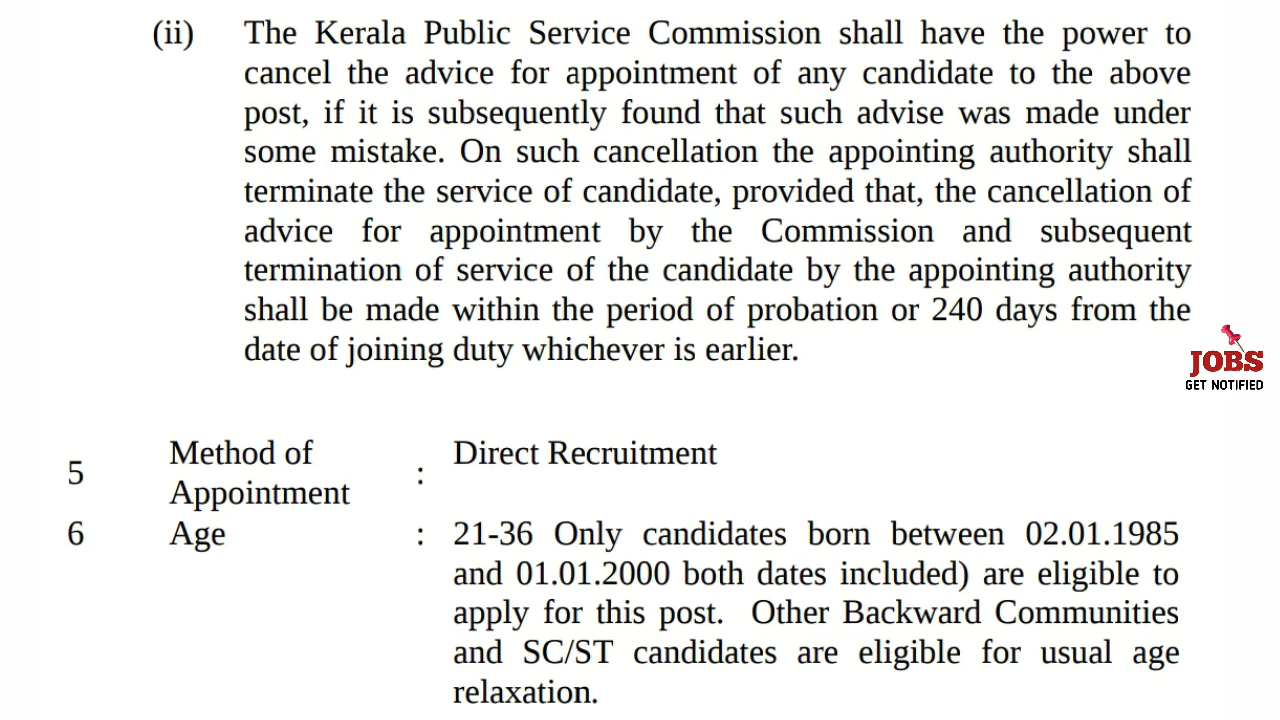 (ii) The Kerala Public Service Commission shall have the power to
cancel the advice for appointment of any candidate to the above
post, if it is subsequently found that such advise was made under
some mistake. On such cancellation the appointing authority shall
terminate the service of candidate, provided that, the cancellation of
advice for appointment by the Commission and subsequent
termination of service of the candidate by the appointing authority
shall be made within the period of probation or 240 days from the
date of joining duty whichever is earlier.
JOBS
GET NOTIFIED
5 Method of Appointment : Direct Recruitment
6 Age : 21-36 Only candidates born between 02.01.1985
and 01.01.2000 both dates included) are eligible to
apply for this post. Other Backward Communities
and SC/ST candidates are eligible for usual age
relaxation.